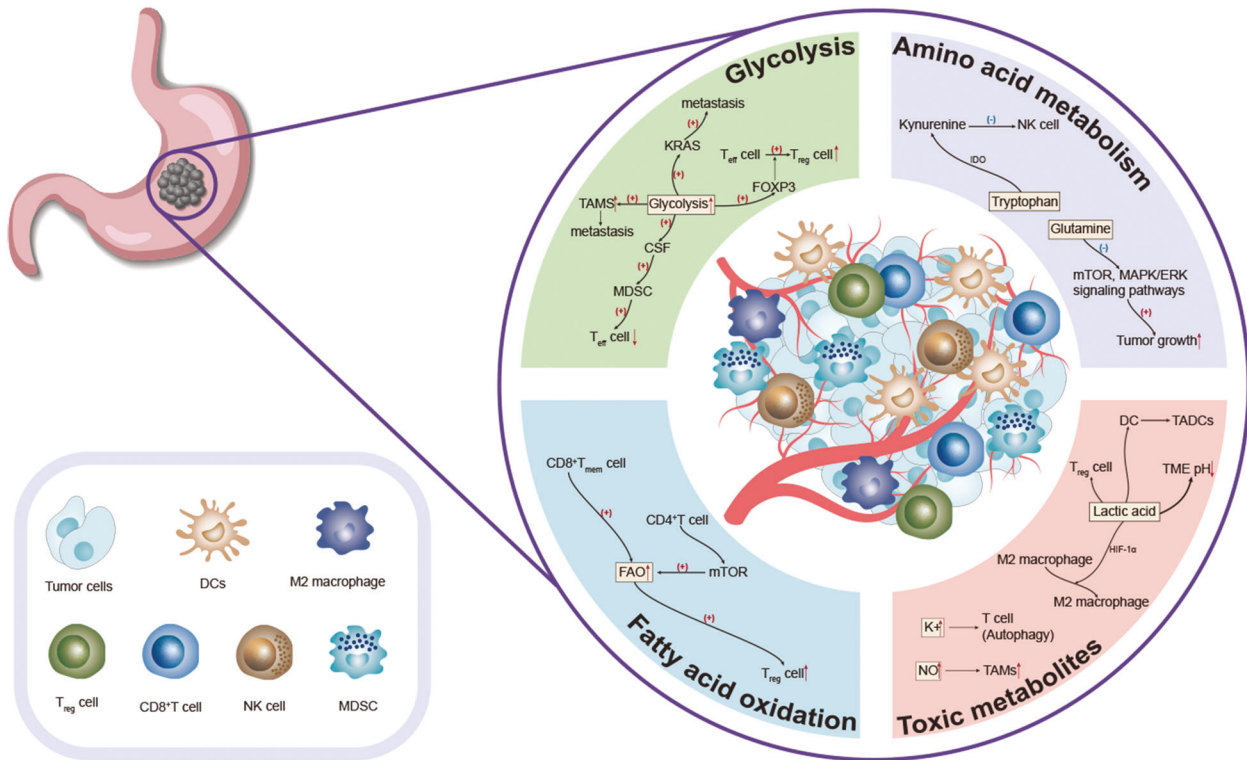 Glycolysis
metastasis
(+)
KRAS
(+)
Teff cell
(+)
Treg cell↑
FOXP3
TAMS↑
(+)
Glycolysis↑
(+)
metastasis
(+)
CSF
(+)
MDSC
(+)
Teff cell↓
Amino acid metabolism
Kynurenine
(-)
NK cell
IDO
Tryptophan
Glutamine
(-)
mTOR, MAPK/ERK
signaling pathways
(+)
Tumor growth↑
Fatty acid oxidation
CD8+Tmem cell
(+)
CD4+T cell
FAO↑
(+)
mTOR
(+)
Treg cell↑
Toxic metabolites
DC
TADCs
Treg cell
TME pH↓
Lactic acid
HIF-1α
M2 macrophage
M2 macrophage
K+↑
T cell
(Autophagy)
NO↑
TAMs↑
Tumor cells
DCs
M2 macrophage
Treg cell
CD8+T cell
NK cell
MDSC